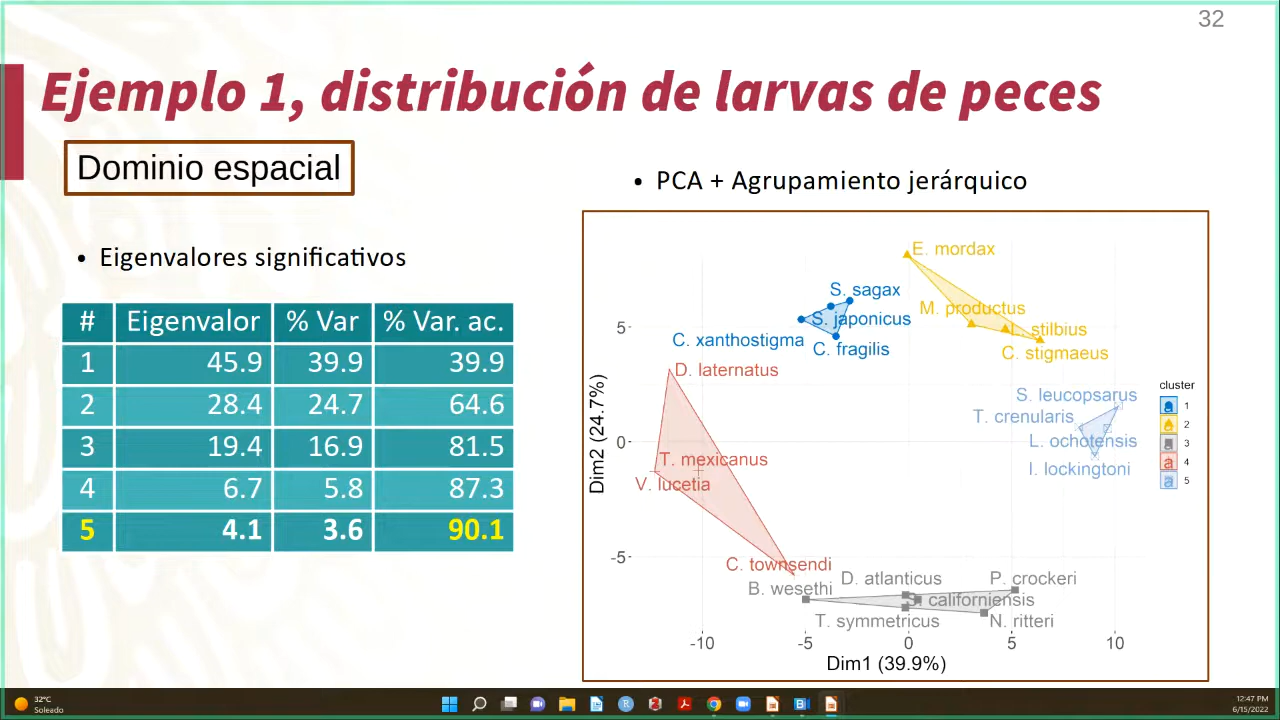 32
Ejemplo 1, distribución de larvas de peces
Dominio espacial
• Eigenvalores significativos
# Eigenvalor % Var % Var. ac.
1 45.9 39.9 39.9
2 28.4 24.7 64.6
3 19.4 16.9 81.5
4 6.7 5.8 87.3
5 4.1 3.6 90.1
• PCA + Agrupamiento jerárquico
E. mordax
S. sagax
M. productus
S. japonicus
stilbius
C. xanthostigma
C. fragilis
C. stigmaeus
D. laternatus
S. leucopsarus
T. crenularis
L. ochotensis
T. mexicanus
I. lockingtoni
V. lucetia
C. townsendi
D. atlanticus
P. crockeri
B. wesethi
californiensis
T. symmetricus
N. ritteri
5
0
-5
Dim2 (24.7%)
-10 -5 0 5 10
Dim1 (39.9%)
cluster
a 1
a 2
a 3
a 4
a 5
32°C
Soleado
12:47 PM
6/15/2022